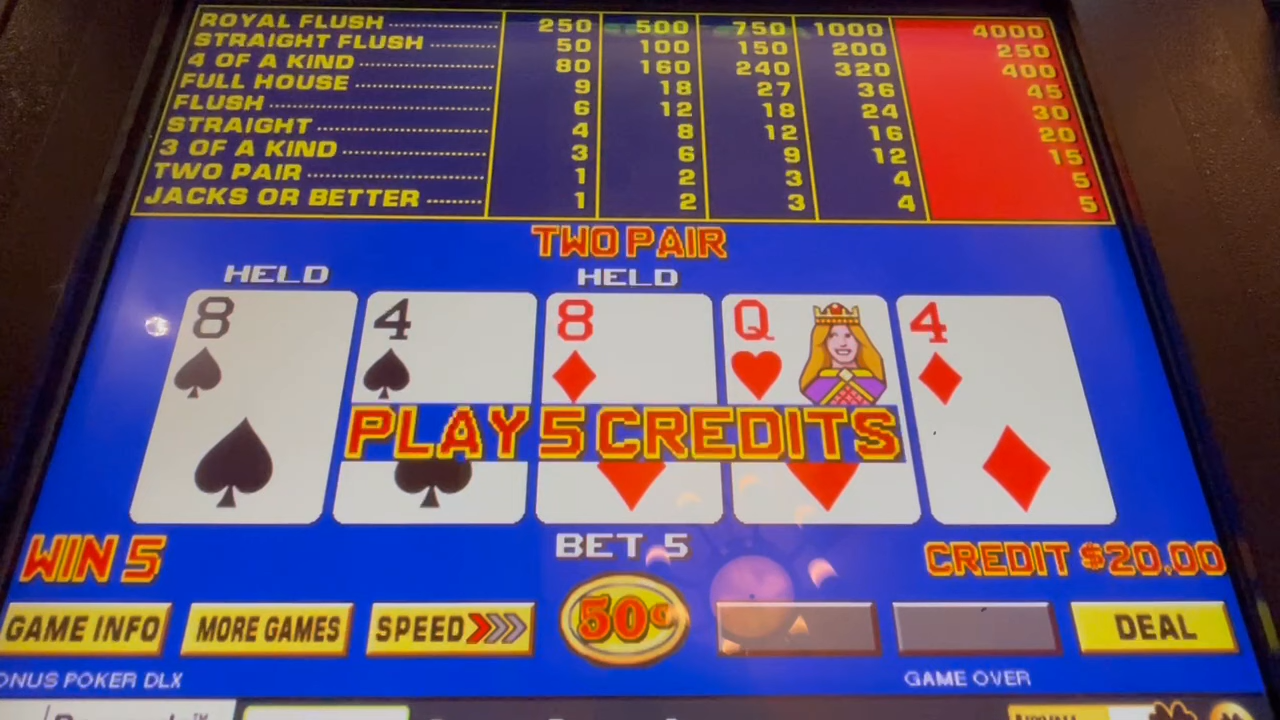 ROYAL FLUSH 250 500 750 1000 4000
STRAIGHT FLUSH 50 100 150 200 250
4 OF A KIND 80 160 240 320 400
FULL HOUSE 9 18 27 36 45
FLUSH 6 12 18 24 30
STRAIGHT 4 8 12 16 20
3 OF A KIND 3 6 9 12 15
TWO PAIR 1 2 3 4 5
JACKS OR BETTER 1 2 3 4 5
TWO PAIR
HELD HELD
8 4 8 Q 4
PLAY 5 CREDITS
WIN 5 BET 5 CREDIT $20.00
GAME INFO MORE GAMES SPEED 50¢ DEAL
ONUS POKER DLX GAME OVER